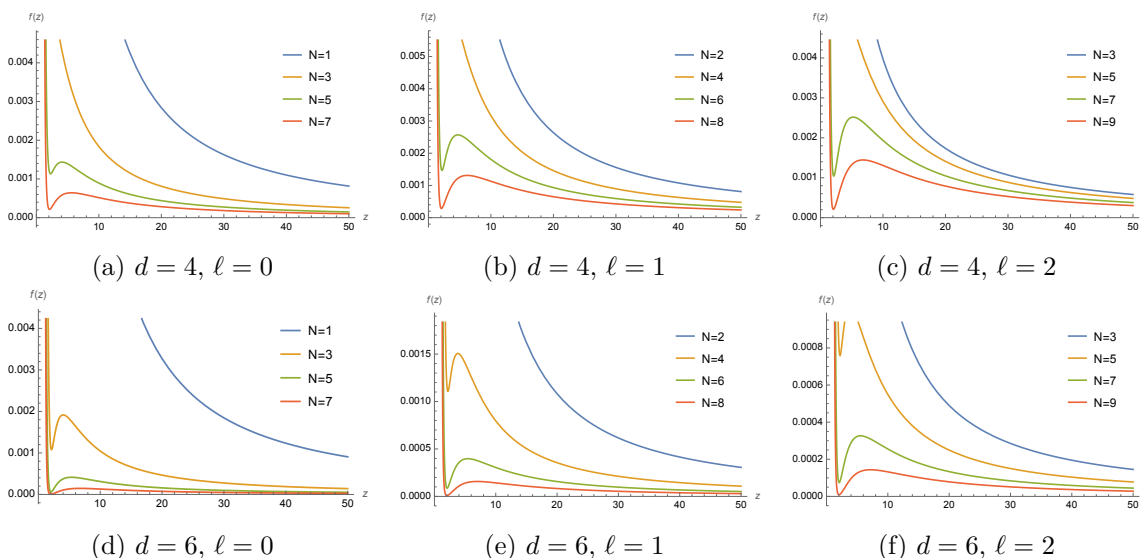 f(z)
0.004
0.003
0.002
0.001
0.000
10
20
30
40
50
z
N=1
N=3
N=5
N=7
(a) d = 4, ℓ = 0
f(z)
0.005
0.004
0.003
0.002
0.001
0.000
10
20
30
40
50
z
N=2
N=4
N=6
N=8
(b) d = 4, ℓ = 1
f(z)
0.004
0.003
0.002
0.001
0.000
10
20
30
40
50
z
N=3
N=5
N=7
N=9
(c) d = 4, ℓ = 2
f(z)
0.004
0.003
0.002
0.001
0.000
10
20
30
40
50
z
N=1
N=3
N=5
N=7
(d) d = 6, ℓ = 0
f(z)
0.0015
0.0010
0.0005
0.0000
10
20
30
40
50
z
N=2
N=4
N=6
N=8
(e) d = 6, ℓ = 1
f(z)
0.0008
0.0006
0.0004
0.0002
0.0000
10
20
30
40
50
z
N=3
N=5
N=7
N=9
(f) d = 6, ℓ = 2